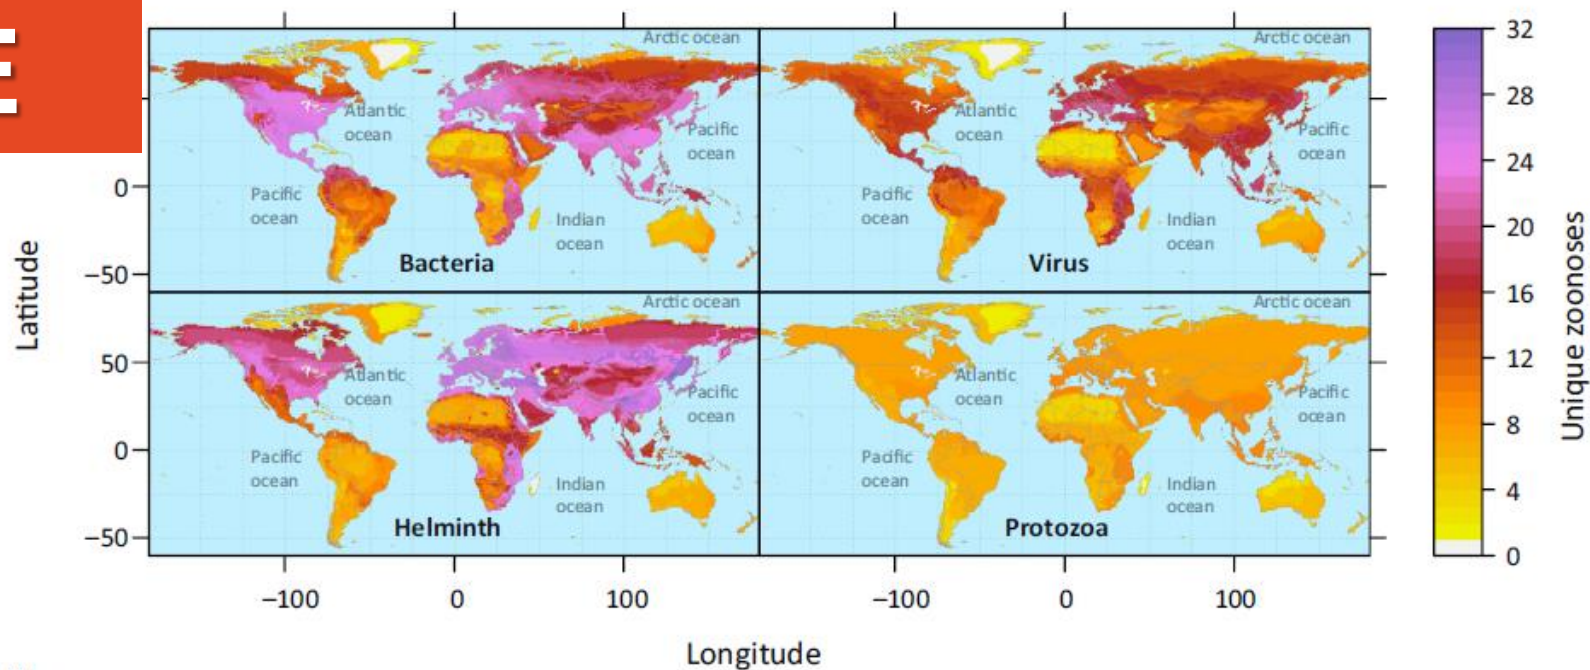 E
Arctic ocean
Atlantic
ocean
Pacific
ocean
Pacific
ocean
Indian
ocean
Bacteria
Arctic ocean
Atlantic
ocean
Pacific
ocean
Pacific
ocean
Indian
ocean
Virus
Arctic ocean
Atlantic
ocean
Pacific
ocean
Pacific
ocean
Indian
ocean
Helminth
Arctic ocean
Atlantic
ocean
Pacific
ocean
Pacific
ocean
Indian
ocean
Protozoa
0
−50
50
0
−50
Latitude
−100
0
100
−100
0
100
Longitude
32
28
24
20
16
12
8
4
0
Unique zoonoses